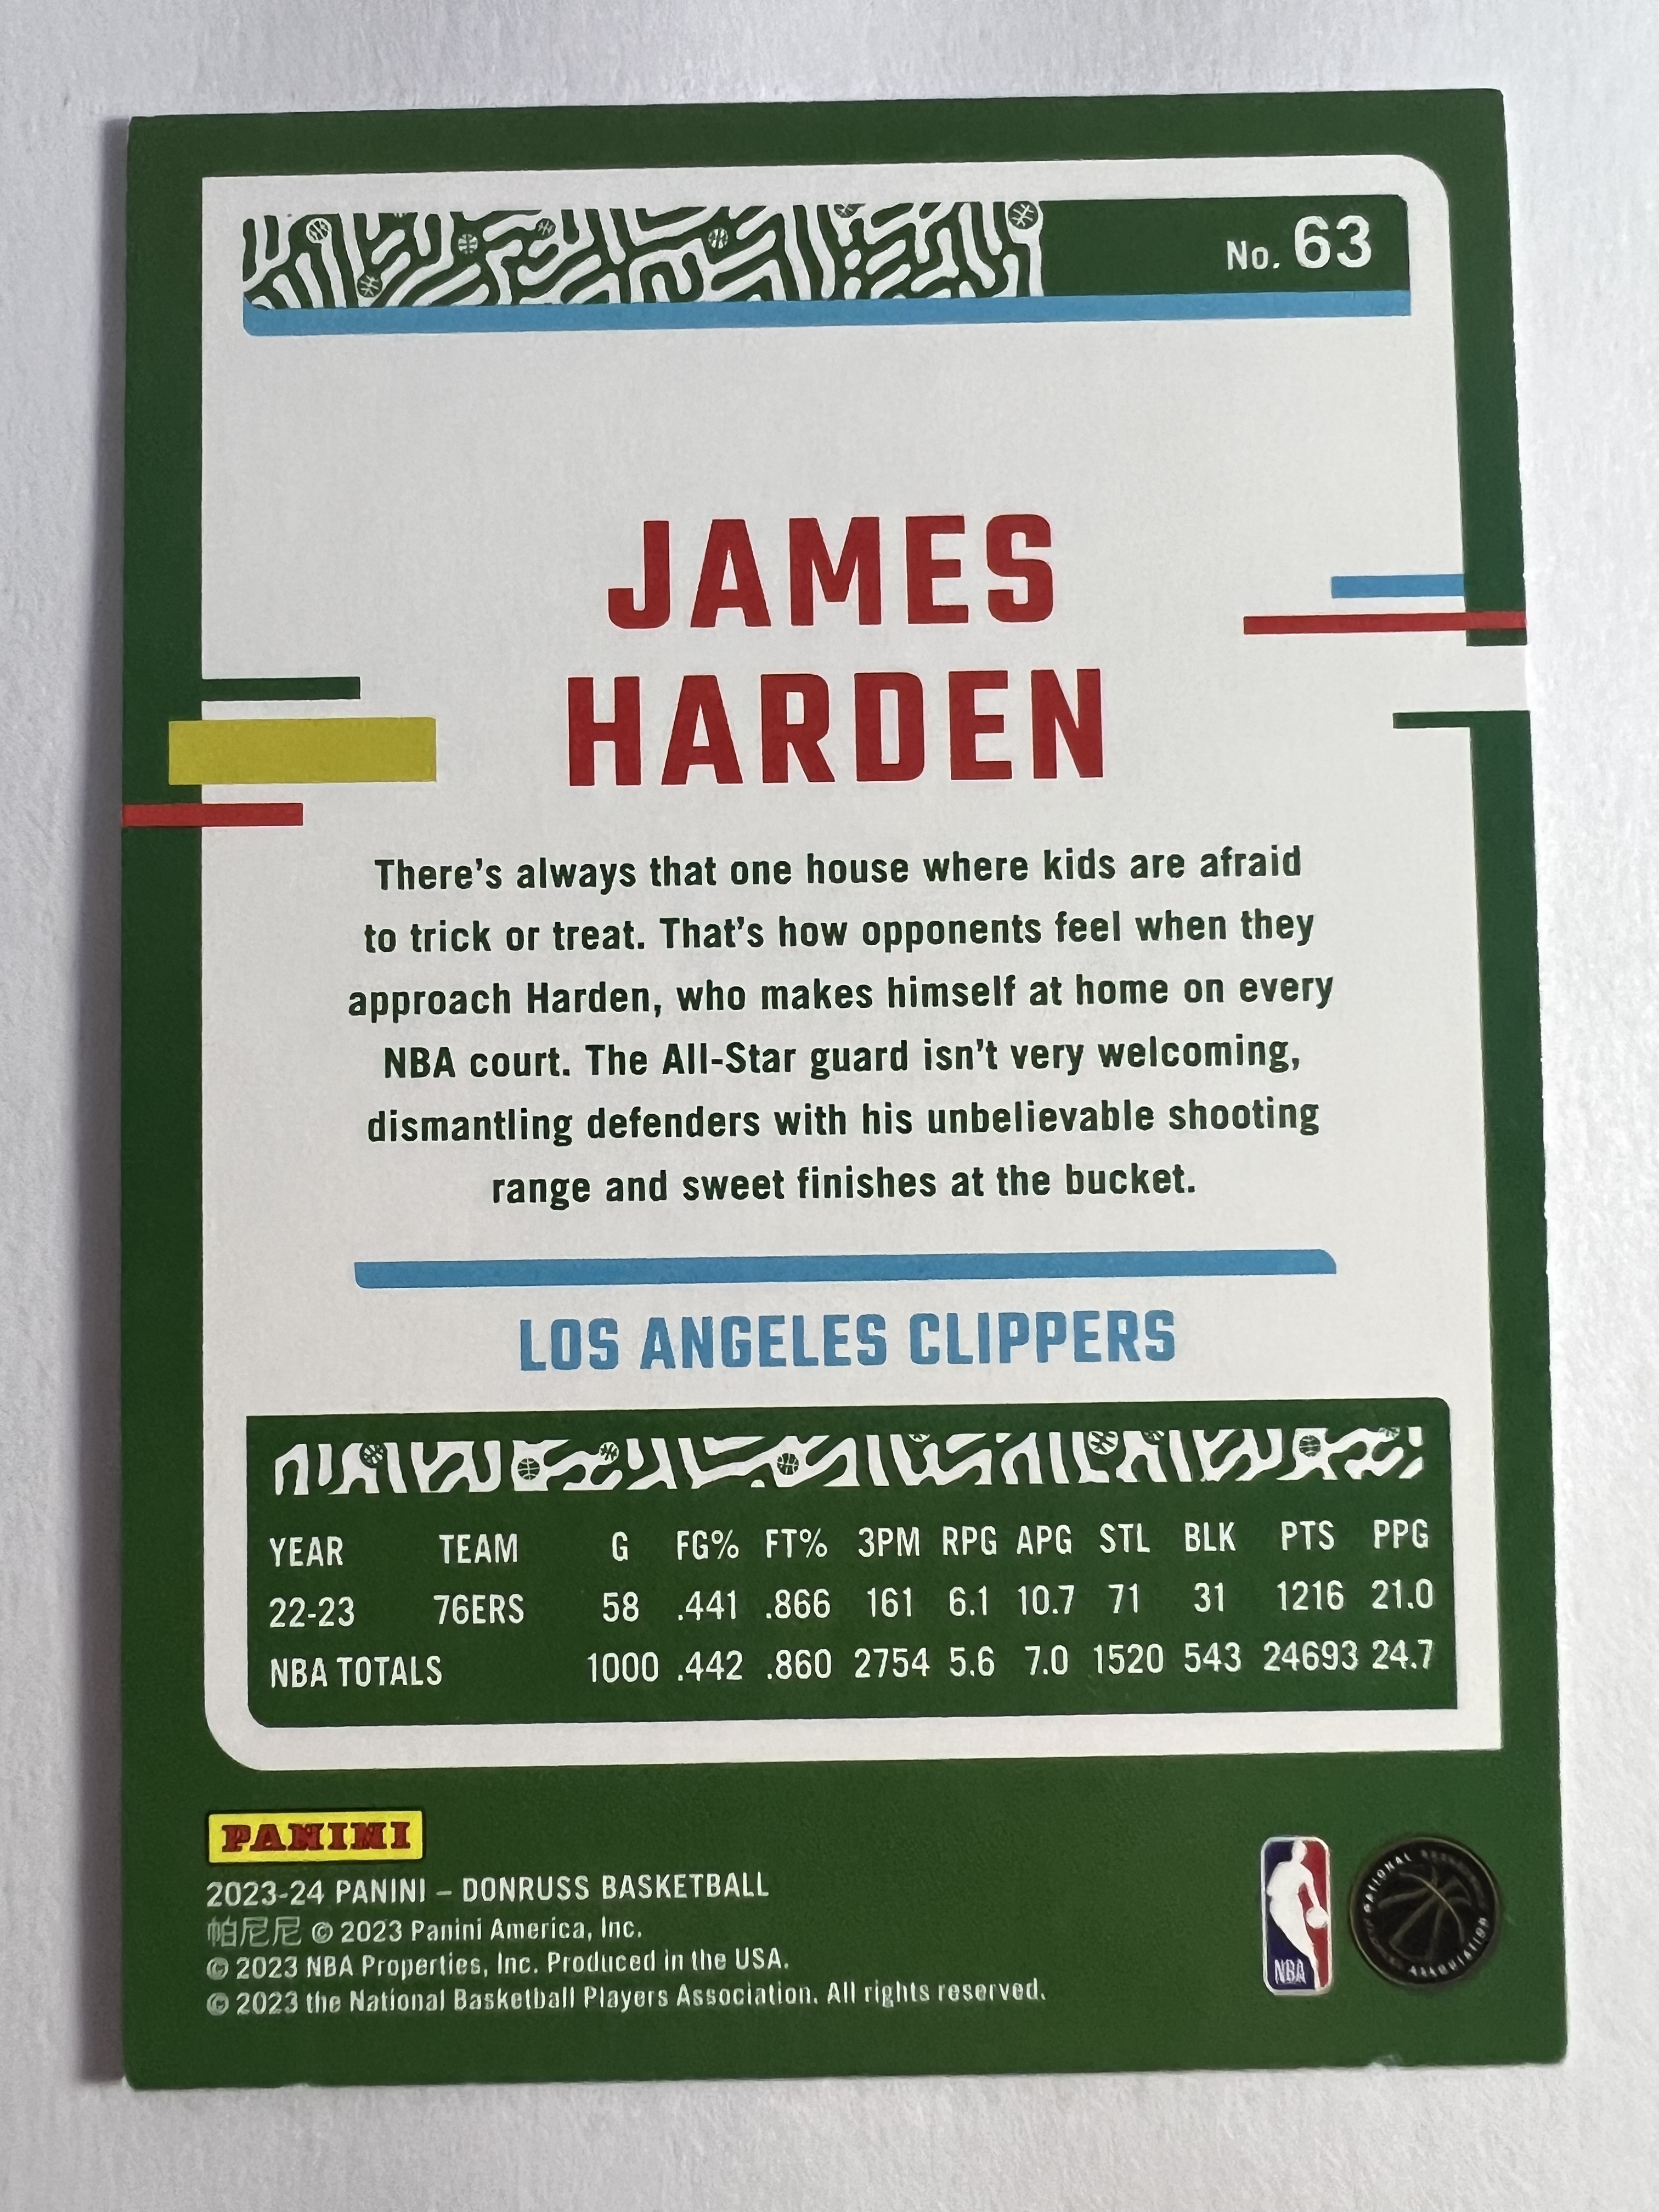 No. 63
JAMES
HARDEN
There's always that one house where kids are afraid
to trick or treat. That's how opponents feel when they
approach Harden, who makes himself at home on every
NBA court. The All-Star guard isn't very welcoming,
dismantling defenders with his unbelievable shooting
range and sweet finishes at the bucket.
LOS ANGELES CLIPPERS
YEAR TEAM G FG% FT% 3PM RPG APG STL BLK PTS PPG
22-23 76ERS 58 .441 .866 161 6.1 10.7 71 31 1216 21.0
NBA TOTALS 1000 .442 .860 2754 5.6 7.0 1520 543 24693 24.7
PANINI
2023-24 PANINI – DONRUSS BASKETBALL
帕尼尼 © 2023 Panini America, Inc.
© 2023 NBA Properties, Inc. Produced in the USA.
© 2023 the National Basketball Players Association. All rights reserved.
NBA
NATIONAL BASKETBALL
ASSOCIATION